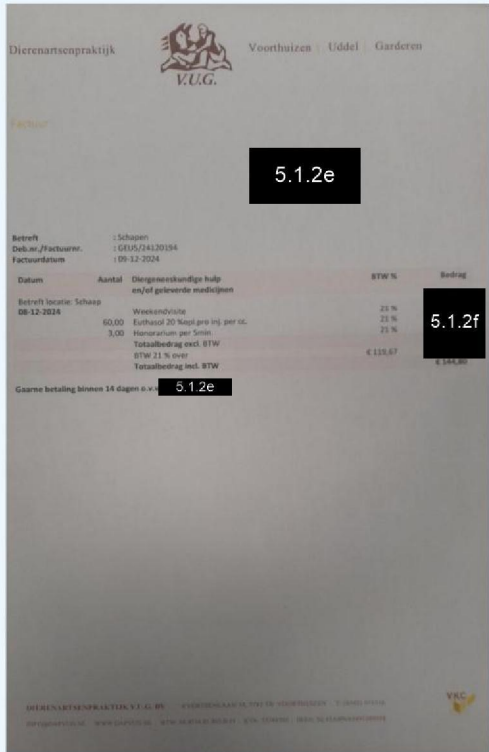 Dierenartsenpraktijk
V.U.G.
Voorthuizen | Uddel | Garderen
Factuur
5.1.2e
Betreft : Schapen
Deb.nr./Factuurnr. : GEUS/24120194
Factuurdatum : 09-12-2024
Datum Aantal Diergeneeskundige hulp BTW % Bedrag
en/of geleverde medicijnen
Betreft locatie: Schaap
08-12-2024 Weekendvisite 21 %
60,00 Euthasol 20 %opl.pro inj. per cc. 21 %
3,00 Honorarium per 5min 21 %
5.1.2f
Totaalbedrag excl. BTW
BTW 21 % over € 119,67
Totaalbedrag incl. BTW € 144,80
Gaarne betaling binnen 14 dagen o.v.v. 5.1.2e
VKC
DIERENARTSENPRAKTIJK V.U.G. BV